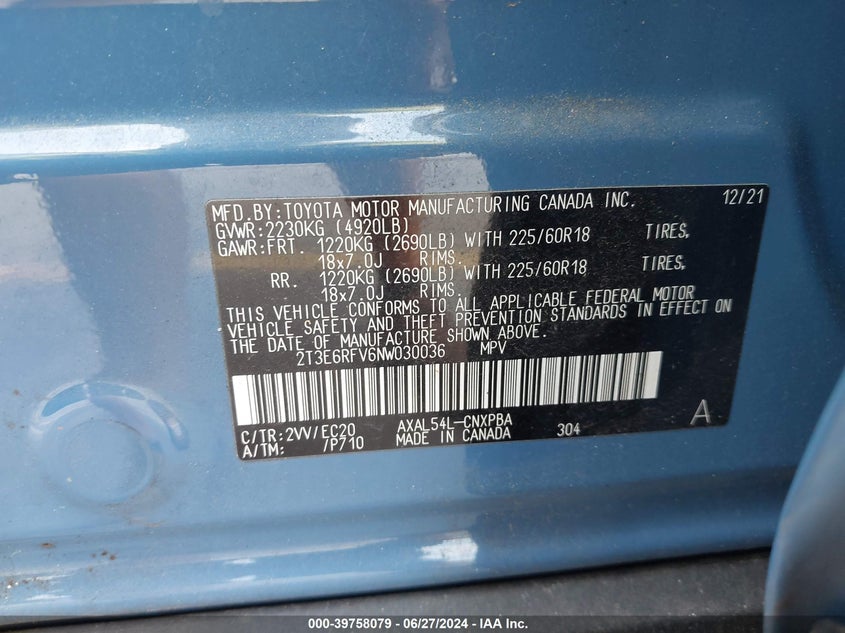 MFD.BY:TOYOTA MOTOR MANUFACTURING CANADA INC. 12/21
GVWR:2230KG (4920LB)
GAWR:FRT. 1220KG (2690LB) WITH 225/60R18 TIRES,
18x7.0J RIMS.
RR. 1220KG (2690LB) WITH 225/60R18 TIRES,
18x7.0J RIMS.
THIS VEHICLE CONFORMS TO ALL APPLICABLE FEDERAL MOTOR
VEHICLE SAFETY AND THEFT PREVENTION STANDARDS IN EFFECT ON
THE DATE OF MANUFACTURE SHOWN ABOVE.
2T3E6RFV6NW030036 MPV
C/TR:2VV/EC20 AXAL54L-CNXPBA 304 A
A/TM: /P710 MADE IN CANADA
000-39758079 - 06/27/2024 - IAA Inc.